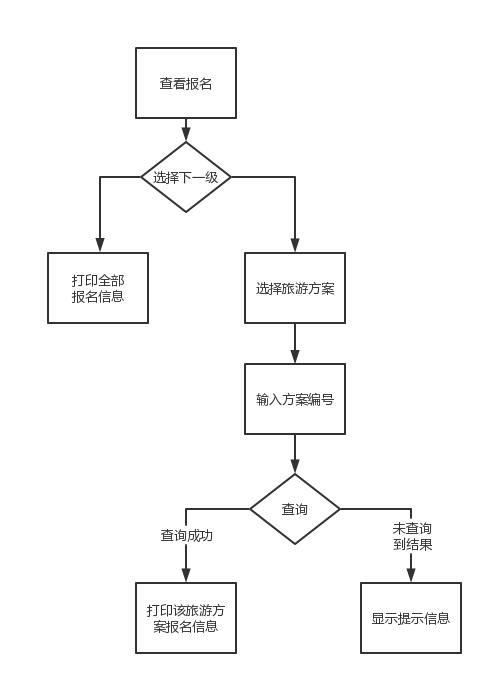 查看报名
选择下一级
打印全部
报名信息
选择旅游方案
输入方案编号
查询
查询成功
未查询
到结果
打印该旅游方
案报名信息
显示提示信息